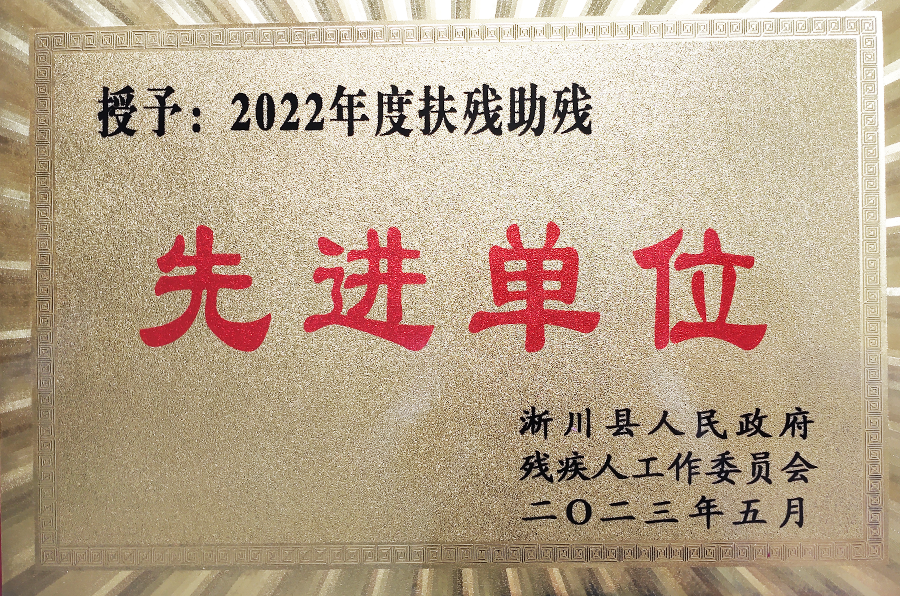 授予：2022年度扶残助残
先进单位
淅川县人民政府
残疾人工作委员会
二〇二三年五月